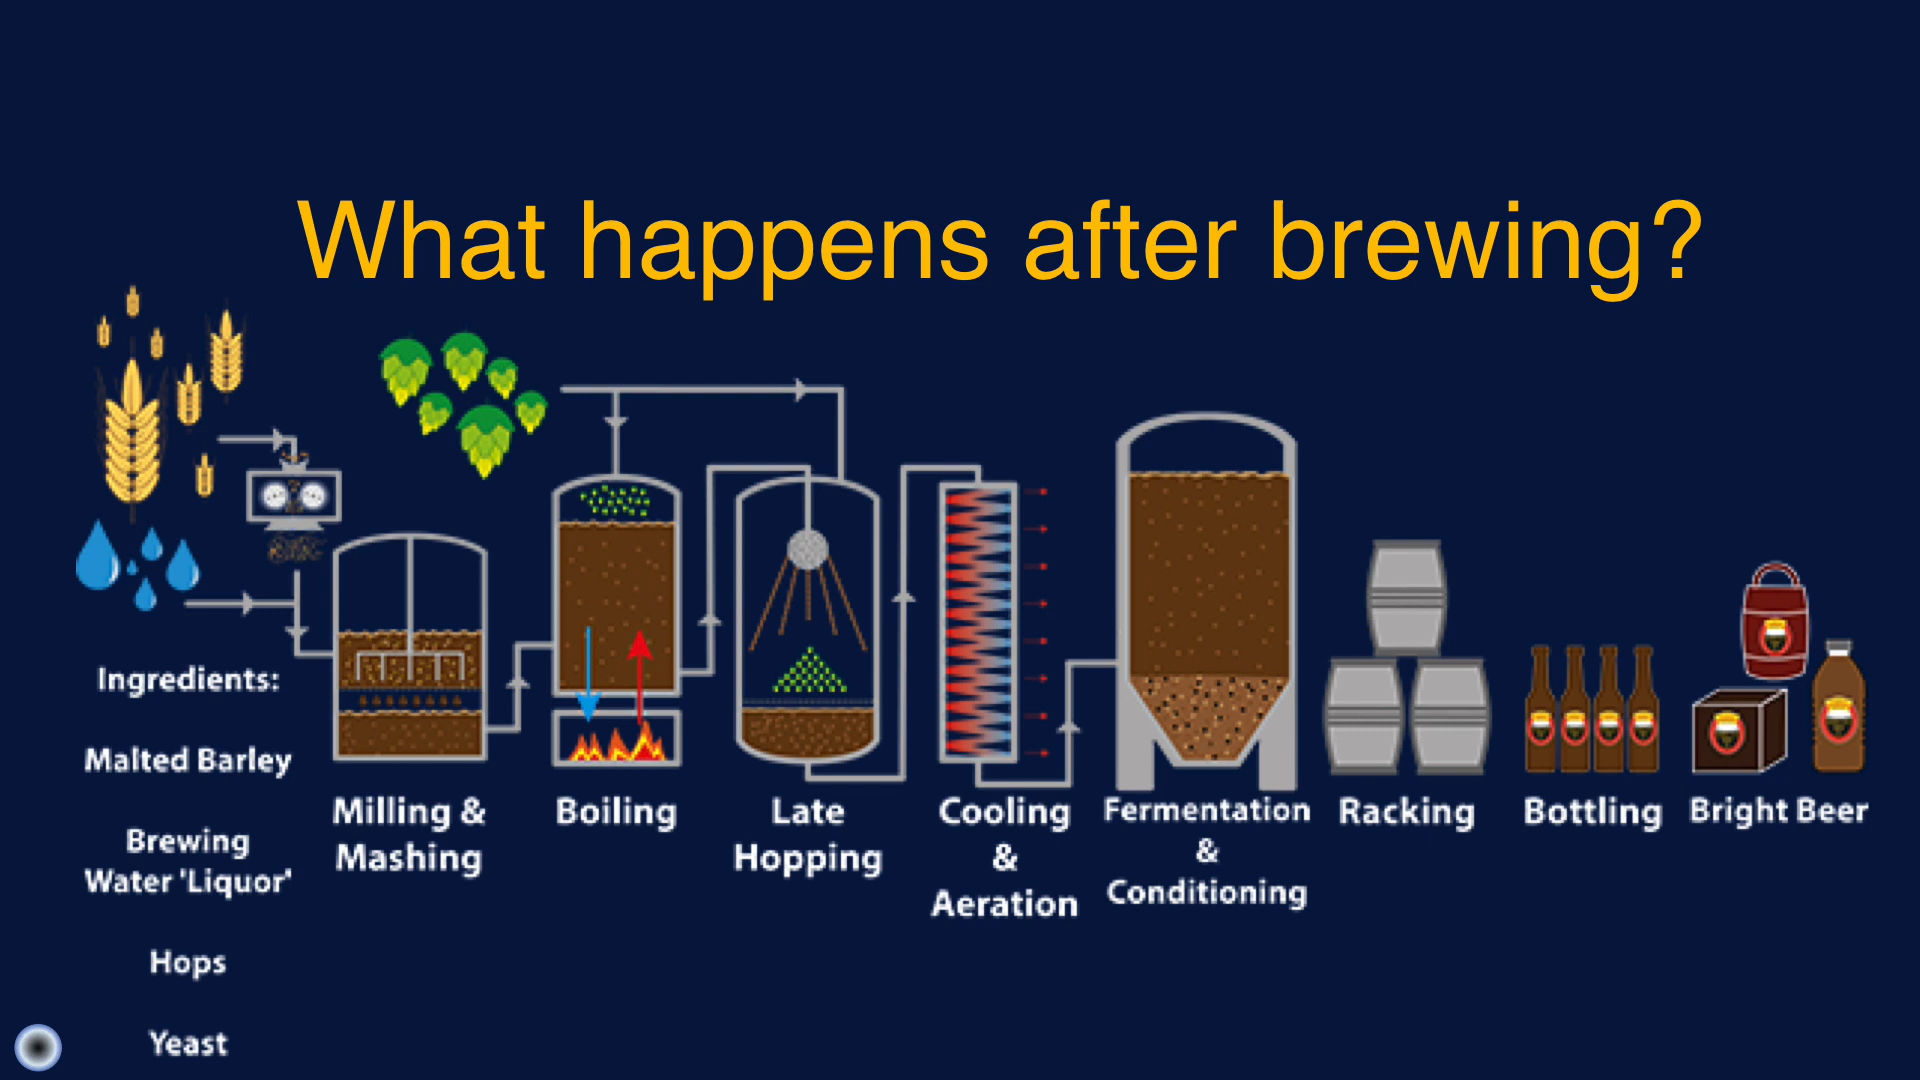 What happens after brewing?
Ingredients:
Malted Barley
Brewing
Water 'Liquor'
Hops
Yeast
Milling &
Mashing
Boiling
Late
Hopping
Cooling
&
Aeration
Fermentation
&
Conditioning
Racking
Bottling
Bright Beer